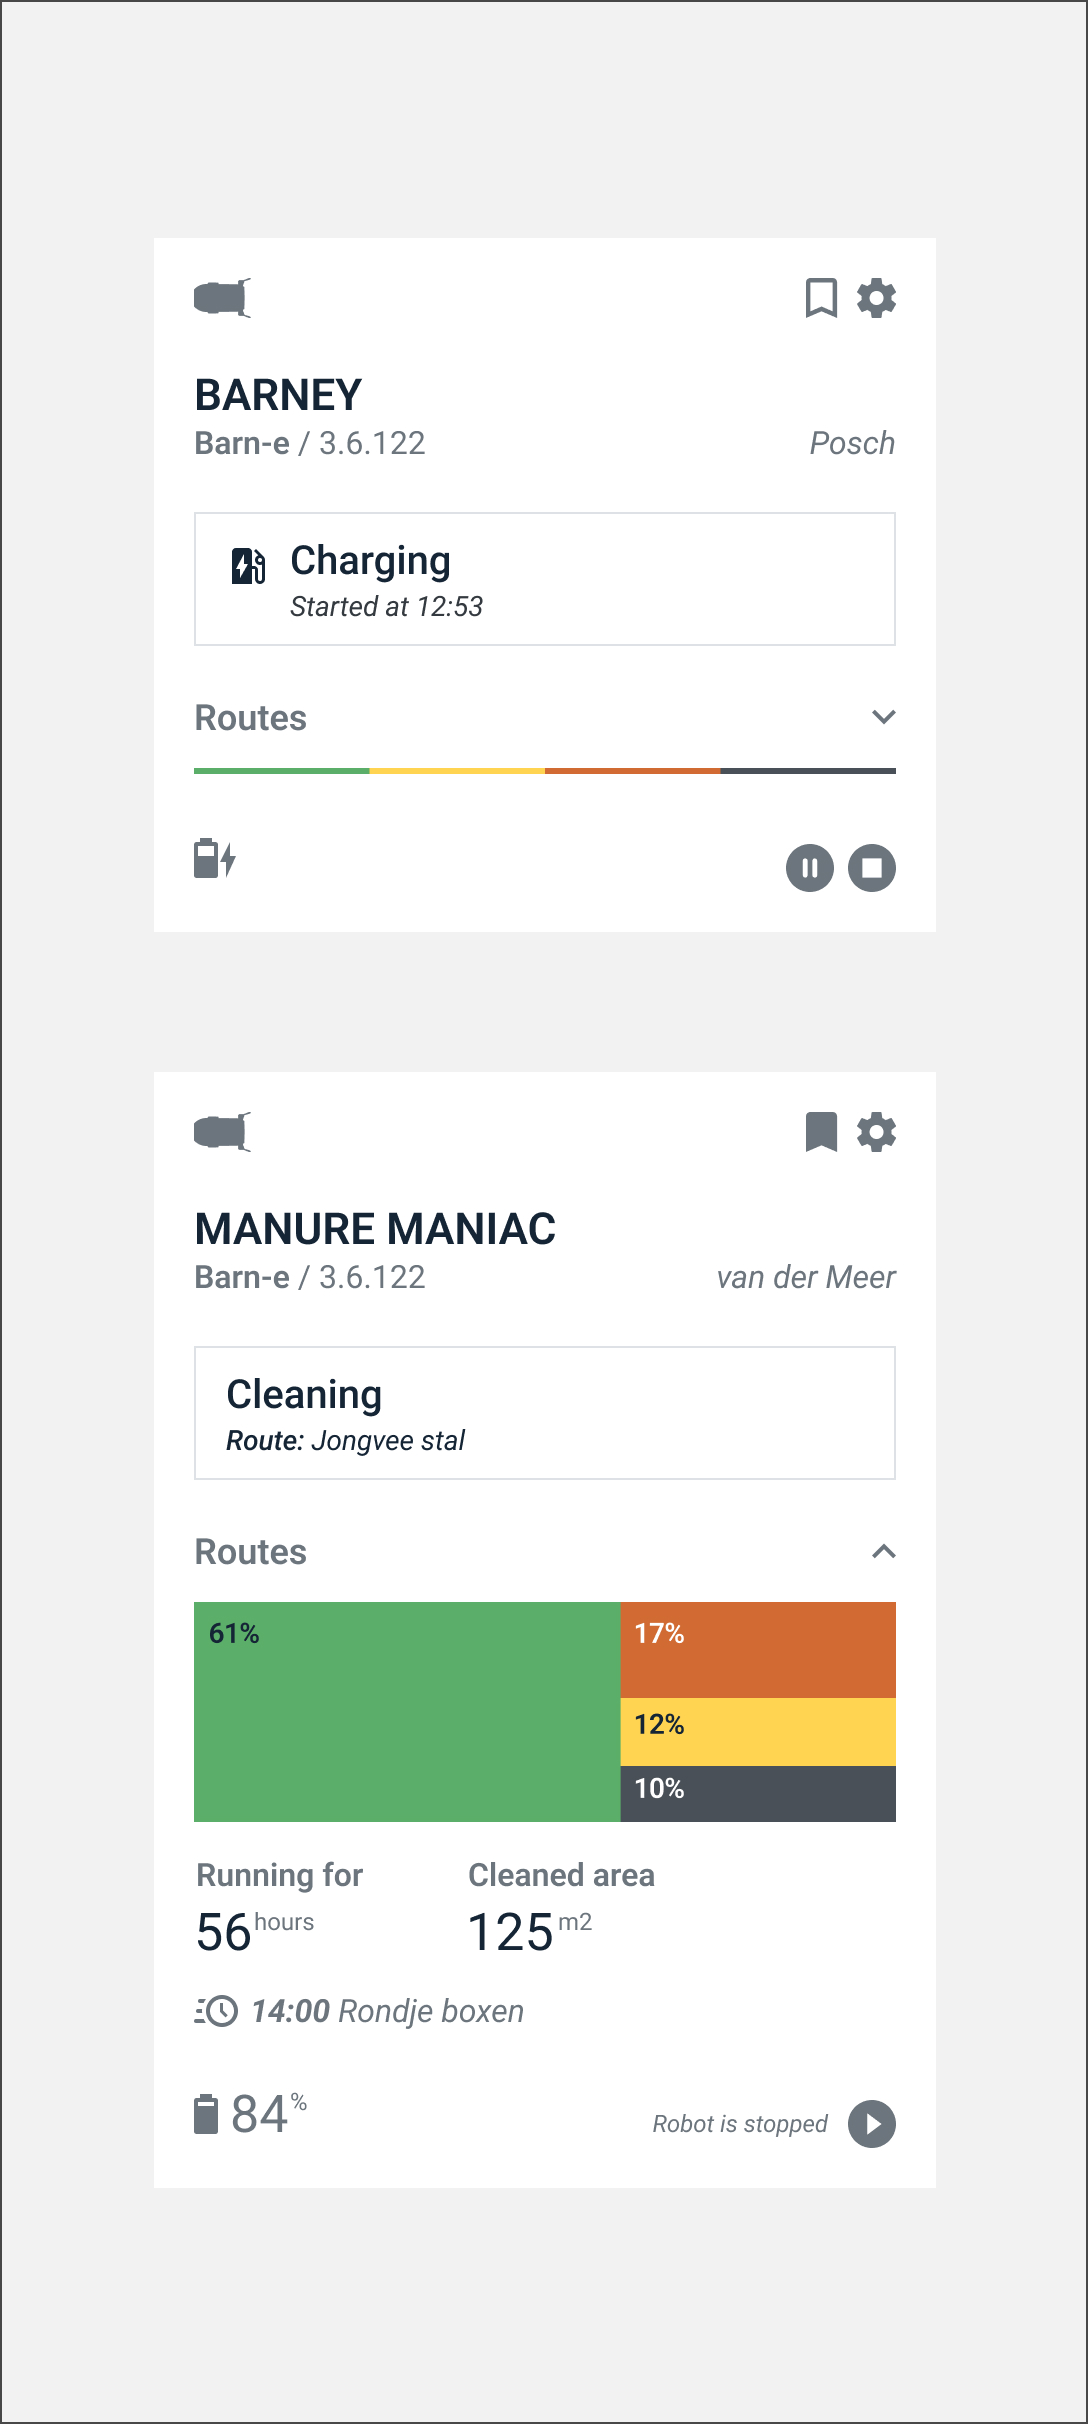 BARNEY
Barn-e / 3.6.122
Posch
Charging
Started at 12:53
Routes
MANURE MANIAC
Barn-e / 3.6.122
van der Meer
Cleaning
Route: Jongvee stal
Routes
61%
17%
12%
10%
Running for
Cleaned area
56 hours
125 m2
14:00 Rondje boxen
84 %
Robot is stopped